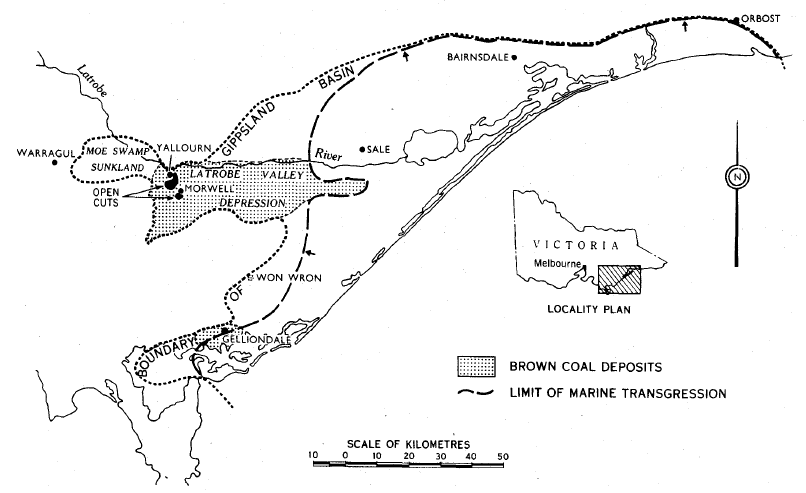 ORBOST
BAIRNSDALE
BASIN
GIPPSLAND
Latrobe
WARRAGUL
MOE SWAMP
SUNKLAND
YALLOURN
SALE
River
LATROBE VALLEY
DEPRESSION
OPEN
CUTS
MORWELL
N
WON WRON
OF
BOUNDARY
GELLIONDALE
VICTORIA
Melbourne
LOCALITY PLAN
BROWN COAL DEPOSITS
LIMIT OF MARINE TRANSGRESSION
SCALE OF KILOMETRES
10 0 10 20 30 40 50